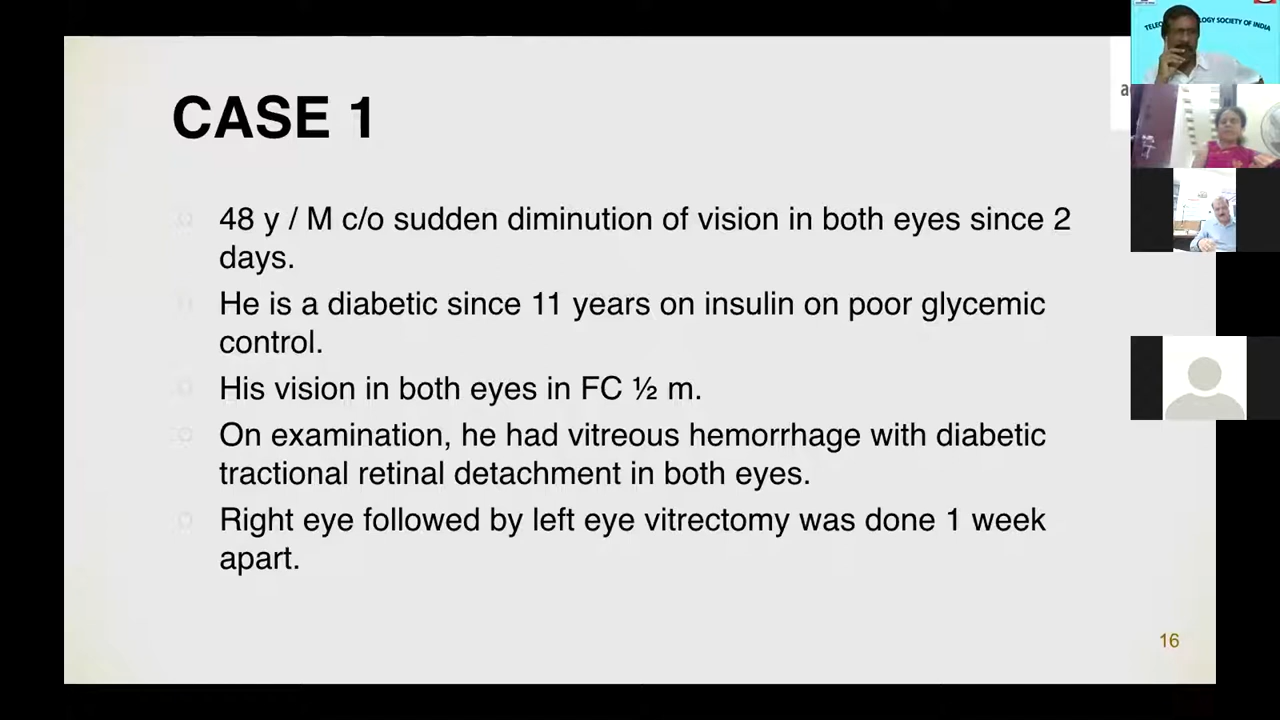 CASE 1
48 y / M c/o sudden diminution of vision in both eyes since 2
days.
He is a diabetic since 11 years on insulin on poor glycemic
control.
His vision in both eyes in FC ½ m.
On examination, he had vitreous hemorrhage with diabetic
tractional retinal detachment in both eyes.
Right eye followed by left eye vitrectomy was done 1 week
apart.
16
SOCIETY OF INDIA